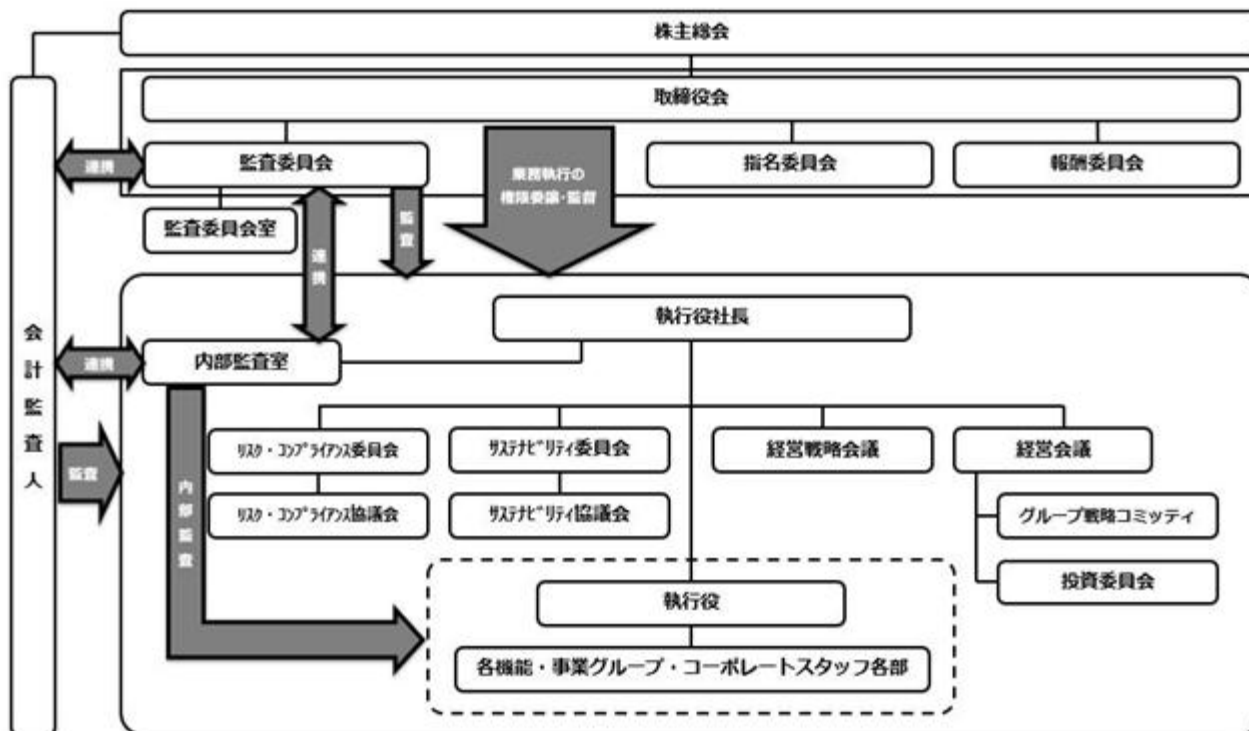 株主総会
取締役会
監査委員会
指名委員会
報酬委員会
連携
業務執行の
権限委譲・監督
監査委員会室
監査
連携
執行役社長
会計監査人
連携
内部監査室
リスク・コンプライアンス委員会
サステナビリティ委員会
経営戦略会議
経営会議
監査
内部監査
リスク・コンプライアンス協議会
サステナビリティ協議会
グループ戦略コミッティ
投資委員会
執行役
各機能・事業グループ・コーポレートスタッフ各部